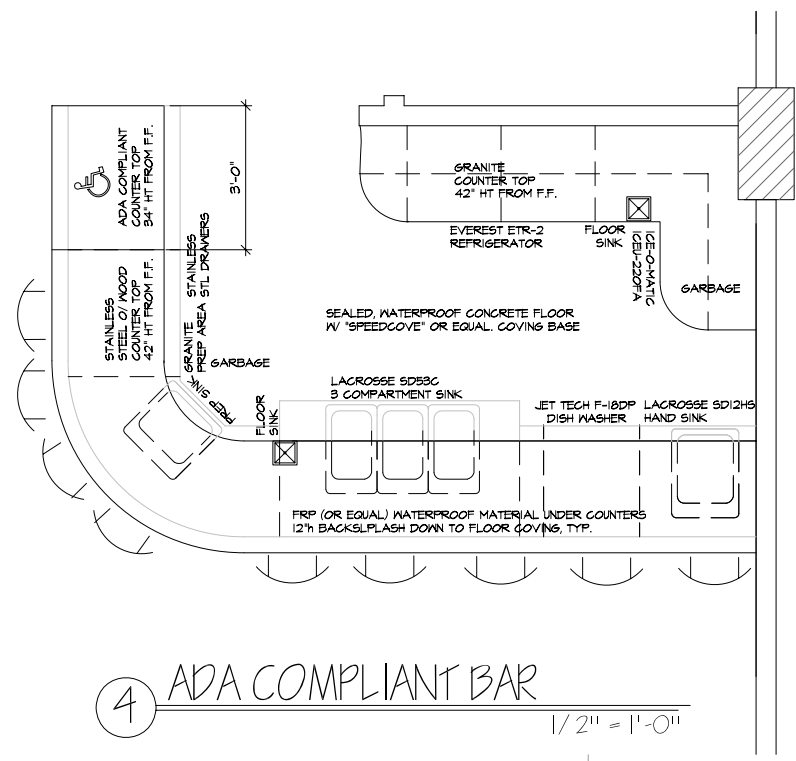 ADA COMPLIANT
COUNTER TOP
34" HT FROM F.F.
3'-0"
GRANITE
COUNTER TOP
42" HT FROM F.F.
EVEREST ETR-2
REFRIGERATOR
FLOOR
SINK
ICE-O-MATIC
ICEU-220FA
GARBAGE
STAINLESS
STEEL O/ WOOD
COUNTER TOP
42" HT FROM F.F.
GRANITE STAINLESS
PREP AREA STL DRAWERS
SEALED, WATERPROOF CONCRETE FLOOR
W/ "SPEEDCOVE" OR EQUAL. COVING BASE
GARBAGE
PREP SINK
FLOOR
SINK
LACROSSE SD53C
3 COMPARTMENT SINK
JET TECH F-18DP
DISH WASHER
LACROSSE SD12HS
HAND SINK
FRP (OR EQUAL) WATERPROOF MATERIAL UNDER COUNTERS
12"h BACKSLPLASH DOWN TO FLOOR COVING, TYP.
4 ADA COMPLIANT BAR
1/2" = 1'-0"